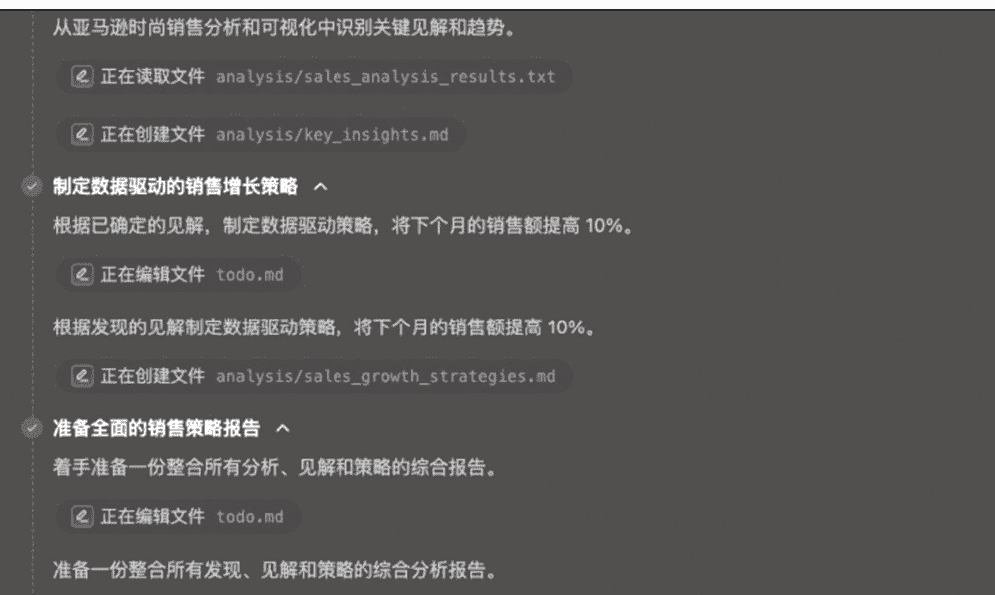 从亚马逊时尚销售分析和可视化中识别关键见解和趋势。
正在读取文件 analysis/sales_analysis_results.txt
正在创建文件 analysis/key_insights.md
制定数据驱动的销售增长策略
根据已确定的见解，制定数据驱动策略，将下个月的销售额提高 10%。
正在编辑文件 todo.md
根据发现的见解制定数据驱动策略，将下个月的销售额提高 10%。
正在创建文件 analysis/sales_growth_strategies.md
准备全面的销售策略报告
着手准备一份整合所有分析、见解和策略的综合报告。
正在编辑文件 todo.md
准备一份整合所有发现、见解和策略的综合分析报告。